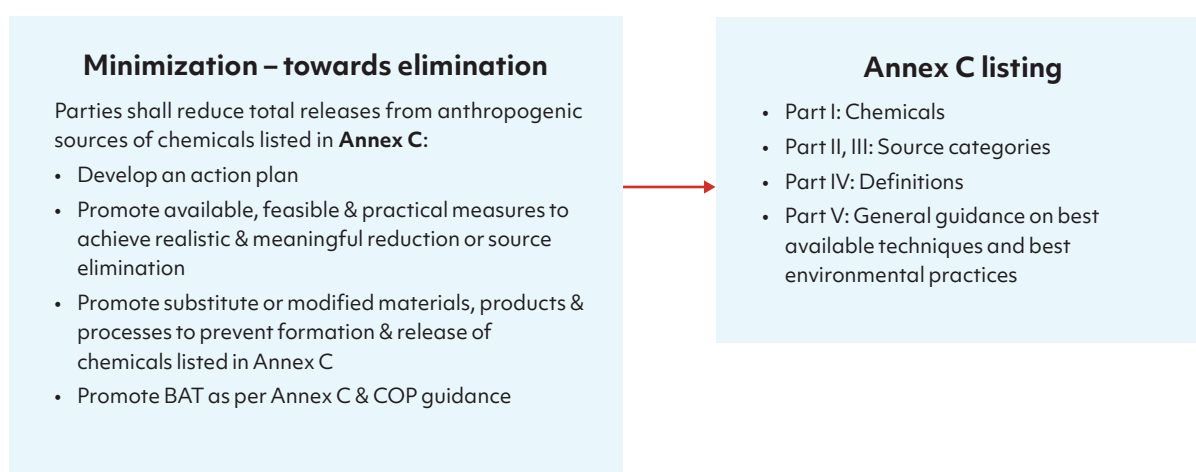 Minimization – towards elimination
Parties shall reduce total releases from anthropogenic
sources of chemicals listed in Annex C:
• Develop an action plan
• Promote available, feasible & practical measures to
achieve realistic & meaningful reduction or source
elimination
• Promote substitute or modified materials, products &
processes to prevent formation & release of
chemicals listed in Annex C
• Promote BAT as per Annex C & COP guidance
Annex C listing
• Part I: Chemicals
• Part II, III: Source categories
• Part IV: Definitions
• Part V: General guidance on best
available techniques and best
environmental practices